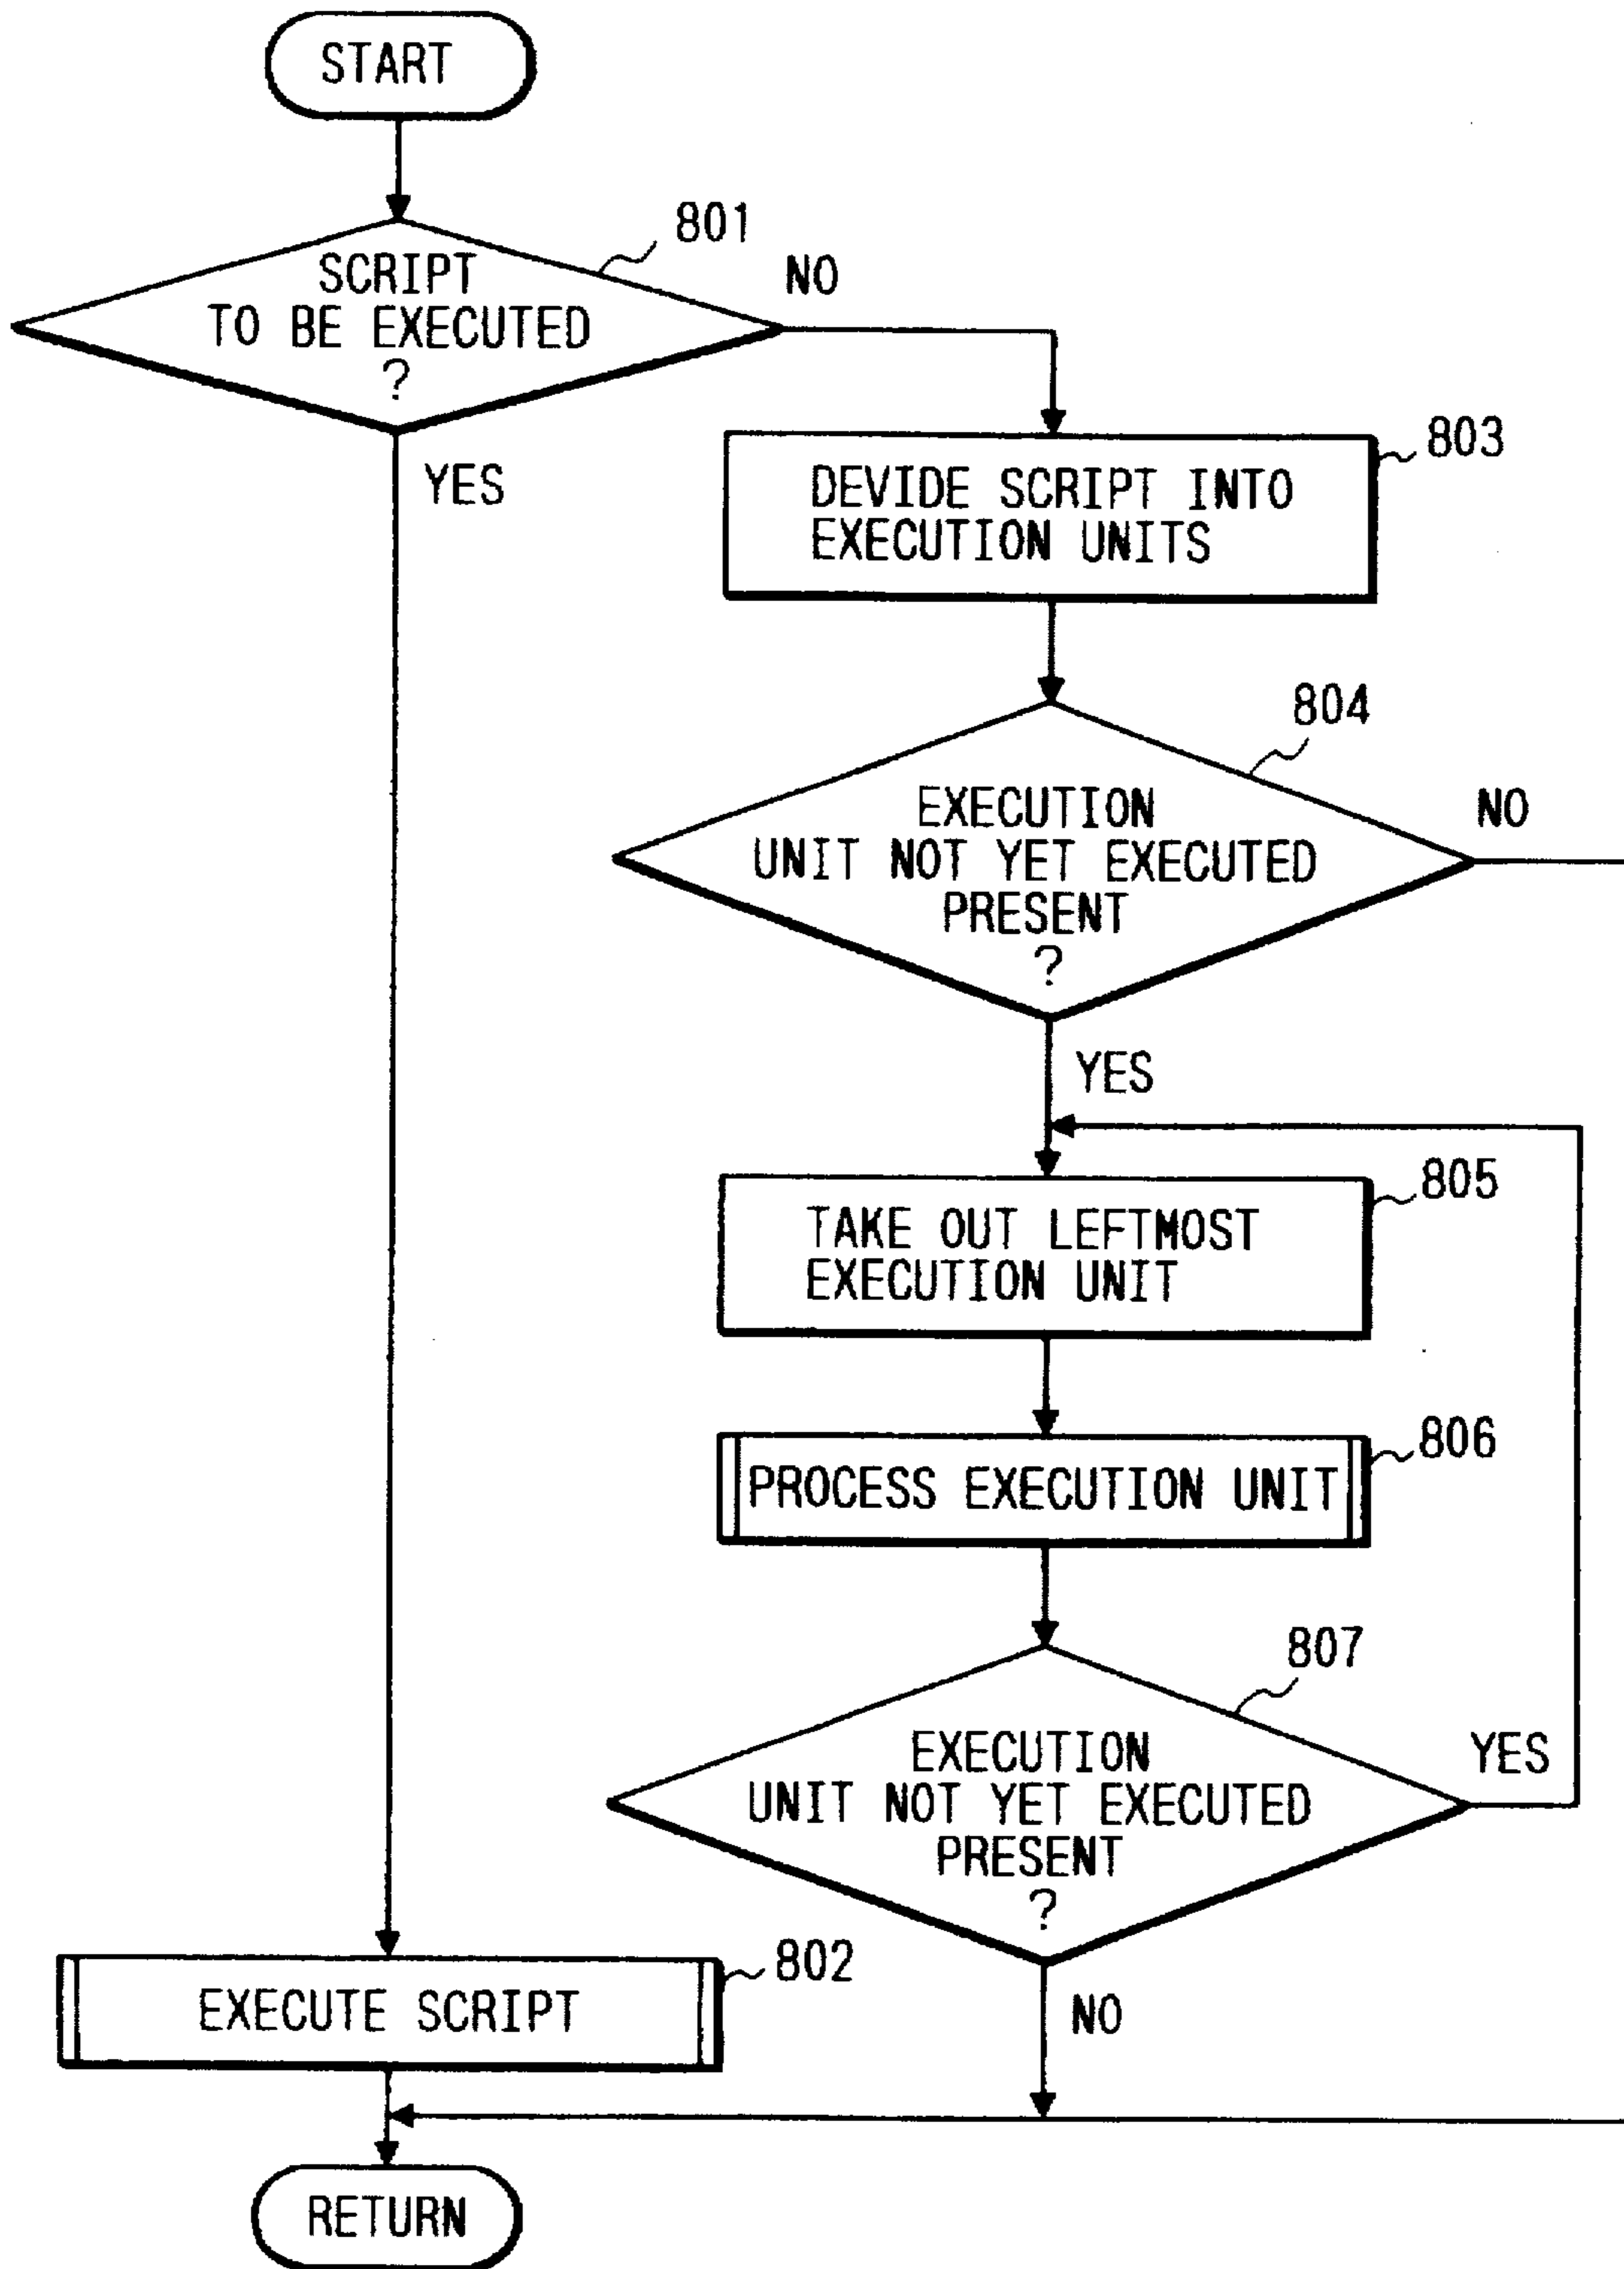 START
801
SCRIPT
TO BE EXECUTED
?
NO
YES
803
DEVIDE SCRIPT INTO
EXECUTION UNITS
804
EXECUTION
UNIT NOT YET EXECUTED
PRESENT
?
NO
YES
805
TAKE OUT LEFTMOST
EXECUTION UNIT
806
PROCESS EXECUTION UNIT
807
EXECUTION
UNIT NOT YET EXECUTED
PRESENT
?
YES
NO
802
EXECUTE SCRIPT
RETURN